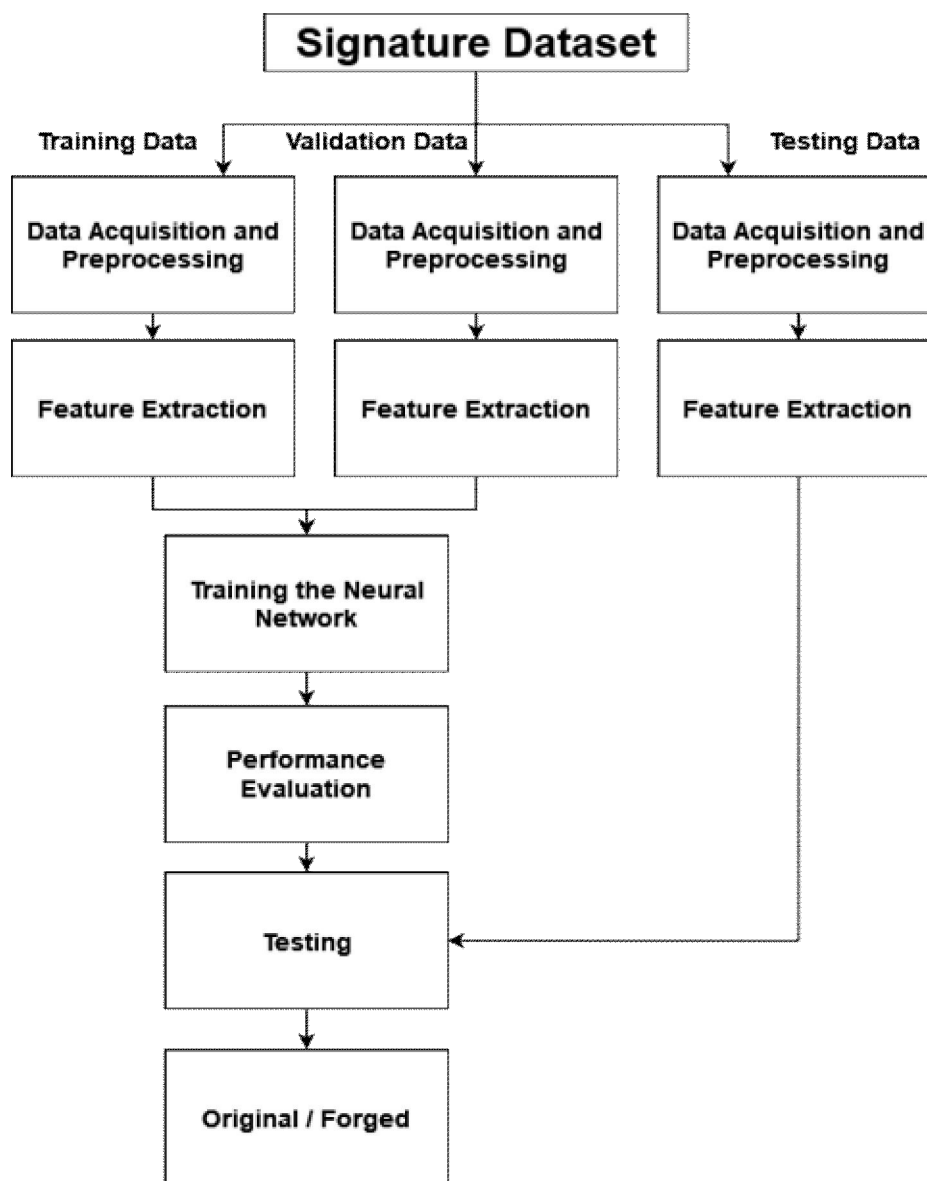 Signature Dataset
Training Data
Validation Data
Testing Data
Data Acquisition and
Preprocessing
Data Acquisition and
Preprocessing
Data Acquisition and
Preprocessing
Feature Extraction
Feature Extraction
Feature Extraction
Training the Neural
Network
Performance
Evaluation
Testing
Original / Forged